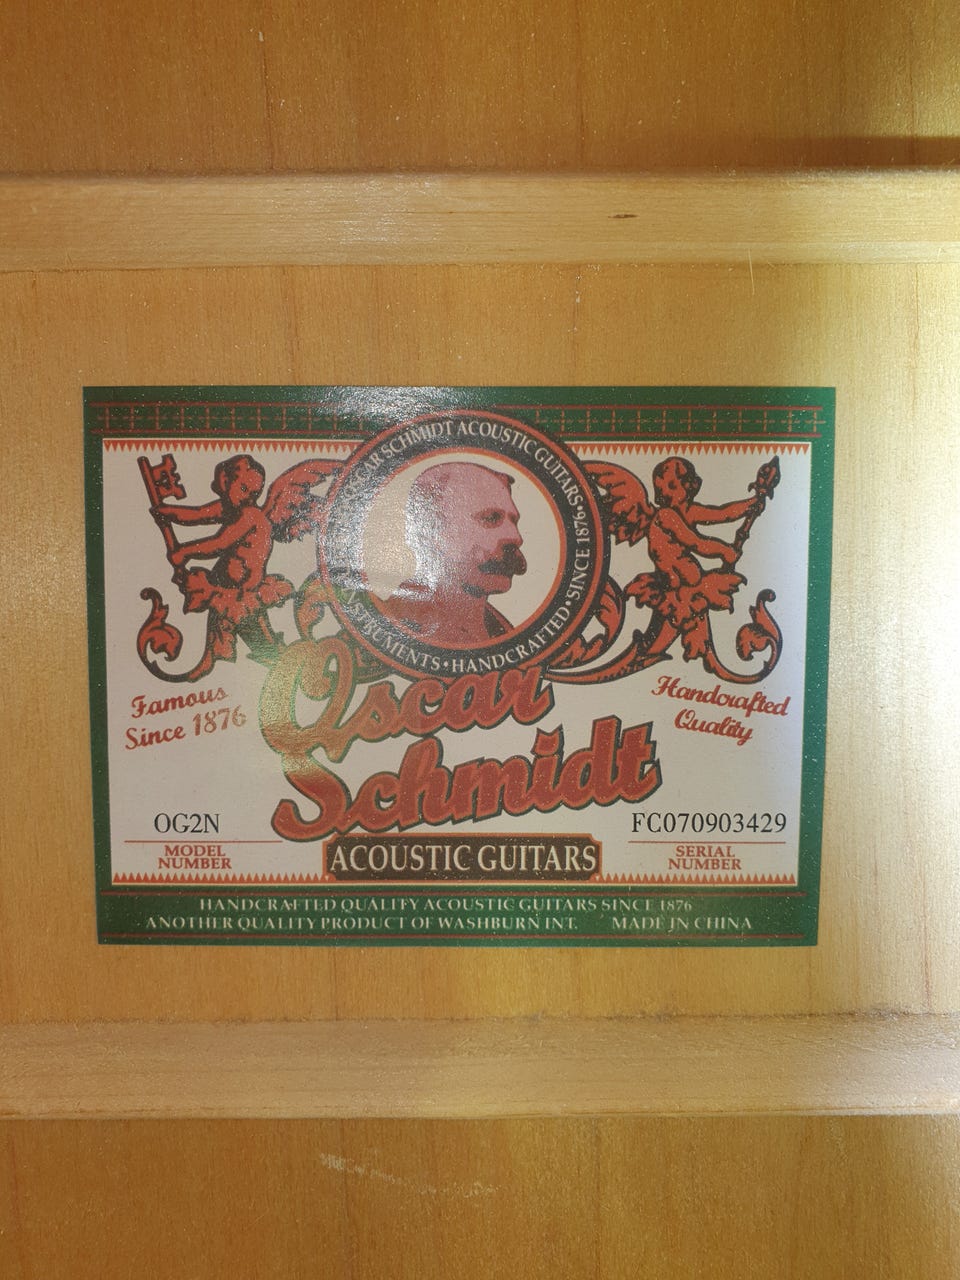 OSCAR SCHMIDT ACOUSTIC GUITARS • SINCE 1876 •
INSTRUMENTS • HANDCRAFTED •
Famous
Since 1876
Oscar
Schmidt
Handcrafted
Quality
OG2N
MODEL
NUMBER
ACOUSTIC GUITARS
FC070903429
SERIAL
NUMBER
HANDCRAFTED QUALITY ACOUSTIC GUITARS SINCE 1876
ANOTHER QUALITY PRODUCT OF WASHBURN INT. MADE IN CHINA